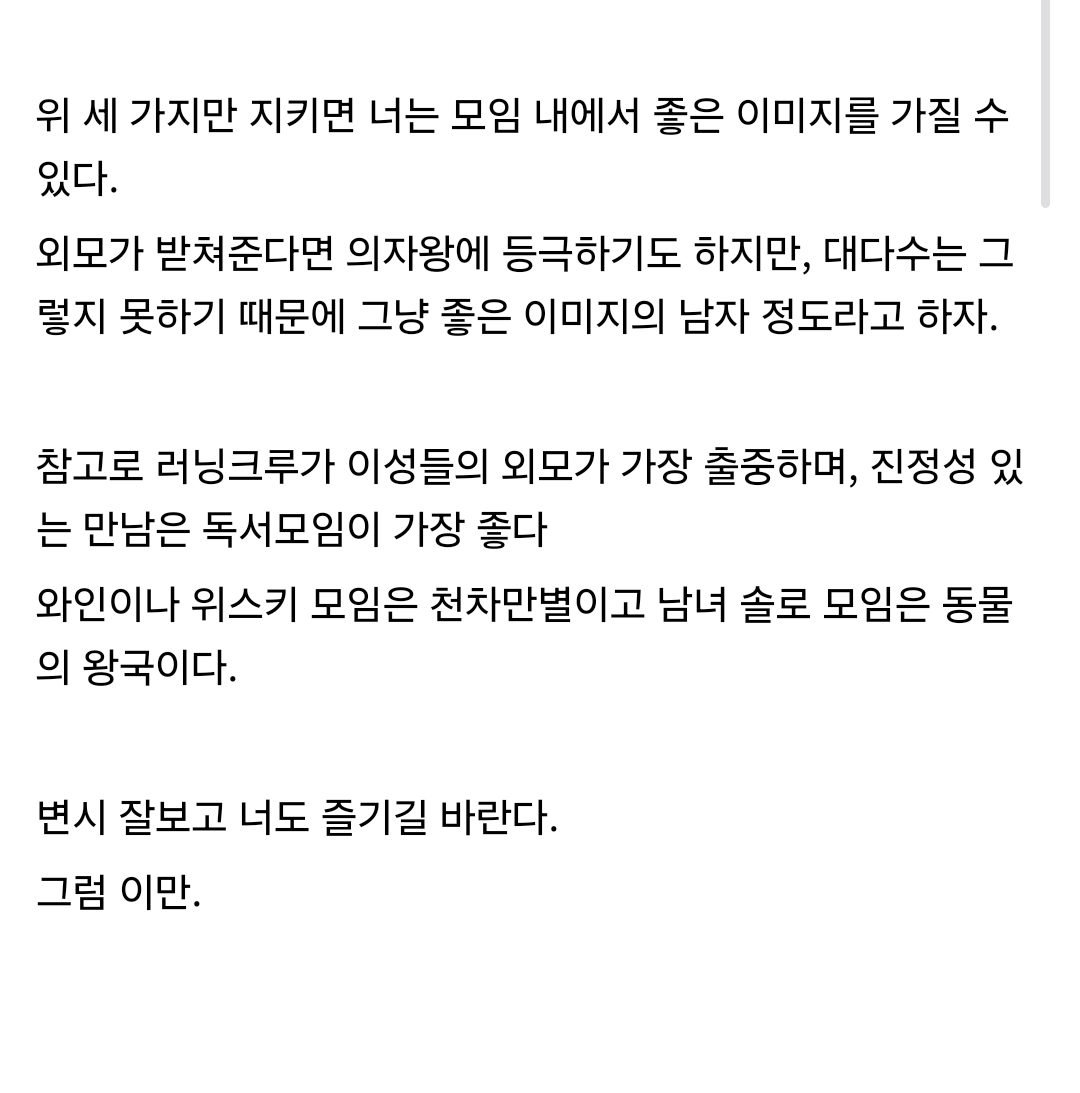 위 세 가지만 지키면 너는 모임 내에서 좋은 이미지를 가질 수
있다.
외모가 받쳐준다면 의자왕에 등극하기도 하지만, 대다수는 그
렇지 못하기 때문에 그냥 좋은 이미지의 남자 정도라고 하자.
참고로 러닝크루가 이성들의 외모가 가장 출중하며, 진정성 있
는 만남은 독서모임이 가장 좋다
와인이나 위스키 모임은 천차만별이고 남녀 솔로 모임은 동물
의 왕국이다.
변시 잘보고 너도 즐기길 바란다.
그럼 이만.